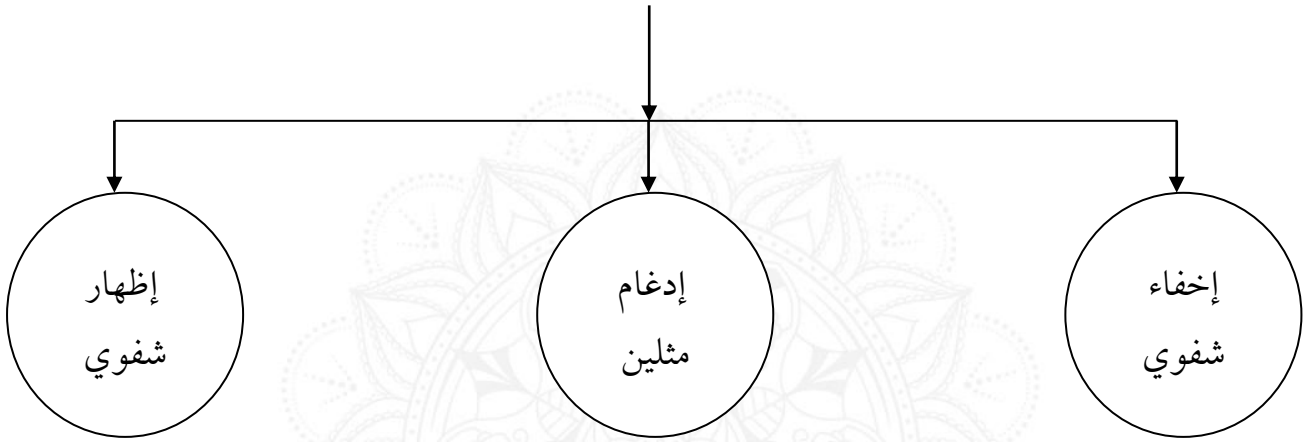 إخفاء
شفوي
إدغام
مثلين
إظهار
شفوي